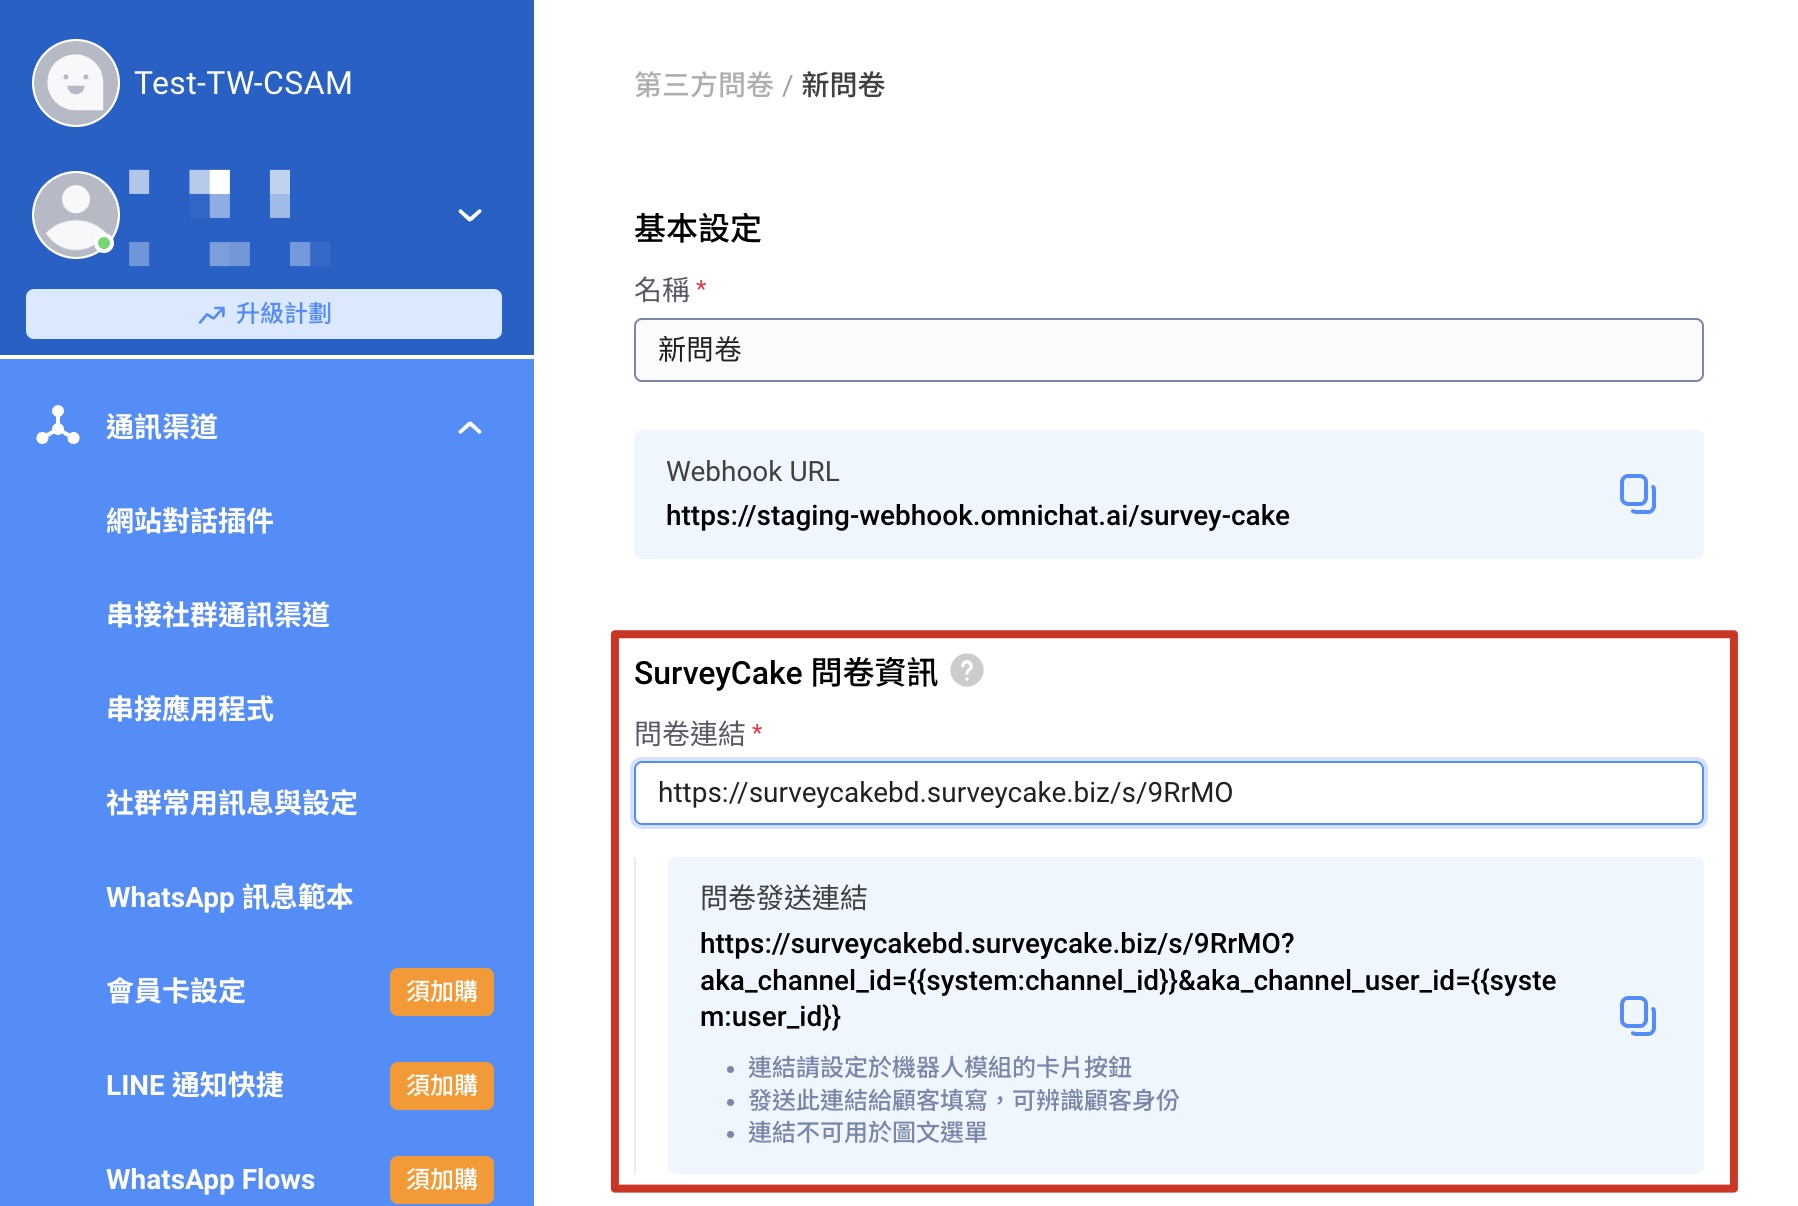 Test-TW-CSAM
升級計劃
通訊渠道
網站對話插件
串接社群通訊渠道
串接應用程式
社群常用訊息與設定
WhatsApp 訊息範本
會員卡設定 須加購
LINE 通知快捷 須加購
WhatsApp Flows 須加購
第三方問卷 / 新問卷
基本設定
名稱 *
新問卷
Webhook URL
https://staging-webhook.omnichat.ai/survey-cake
SurveyCake 問卷資訊 ?
問卷連結 *
https://surveycakebd.surveycake.biz/s/9RrMO
問卷發送連結
https://surveycakebd.surveycake.biz/s/9RrMO?
aka_channel_id={{system:channel_id}}&aka_channel_user_id={{syste
m:user_id}}
• 連結請設定於機器人模組的卡片按鈕
• 發送此連結給顧客填寫，可辨識顧客身份
• 連結不可用於圖文選單